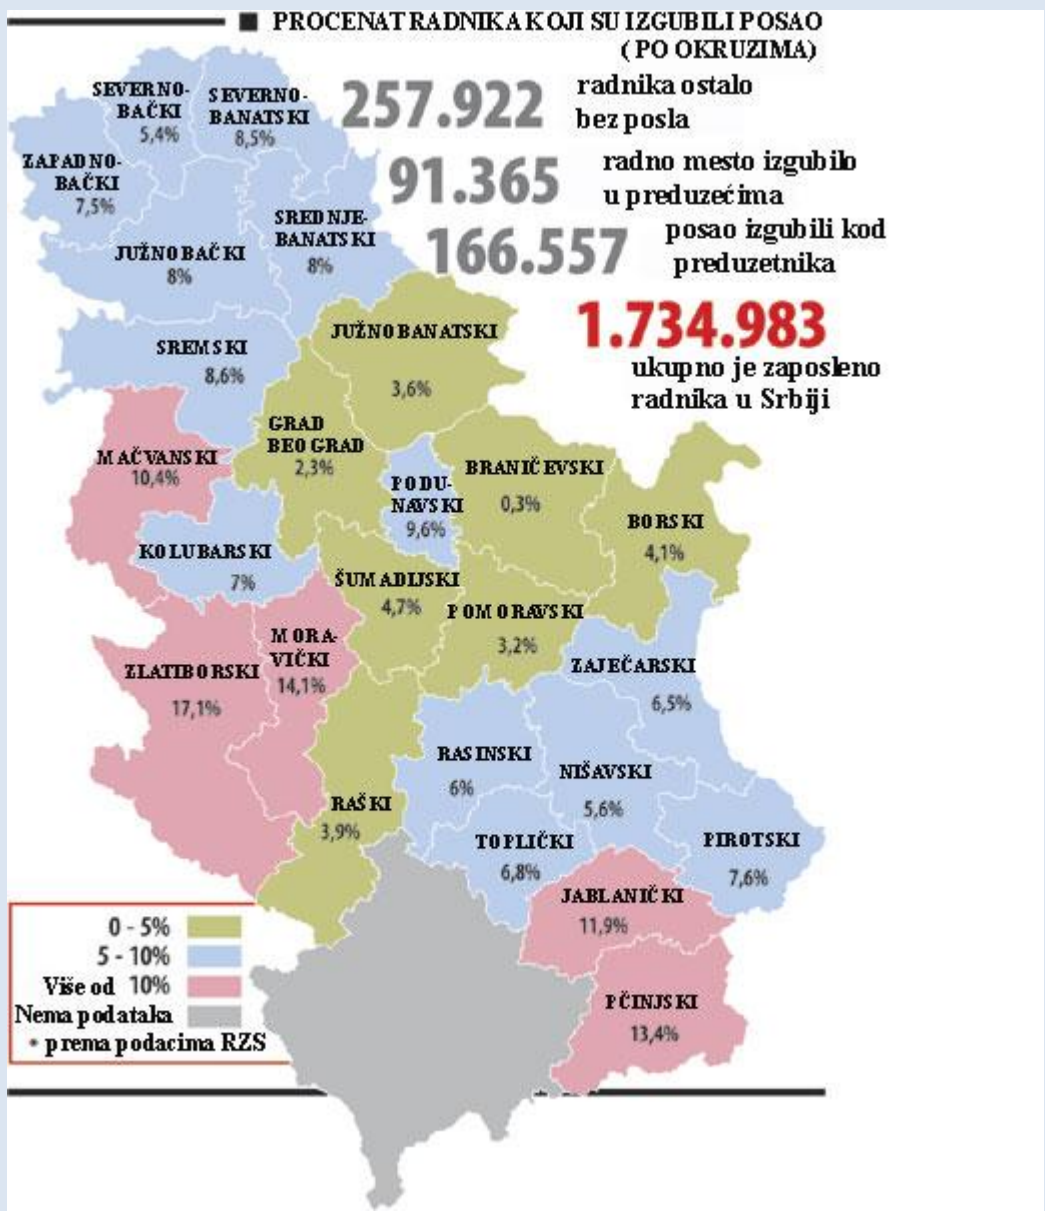 ■ PROCENAT RADNIKA KOJI SU IZGUBILI POSAO
( PO OKRUZIMA)
257.922
radnika ostalo
bez posla
91.365
radno mesto izgubilo
u preduzećima
166.557
posao izgubili kod
preduzetnika
1.734.983
ukupno je zaposleno
radnika u Srbiji
SEVERNO-
BAČKI
5,4%
SEVERNO-
BANATSKI
8,5%
ZAPADNO-
BAČKI
7,5%
JUŽNOBAČKI
8%
SREDNJE-
BANATSKI
8%
SREMSKI
8,6%
JUŽNOBANATSKI
3,6%
GRAD
BEOGRAD
2,3%
MAČVANSKI
10,4%
PODU-
NAVSKI
9,6%
BRANIČEVSKI
0,3%
BORSKI
4,1%
KOLUBARSKI
7%
ŠUMADIJSKI
4,7%
POMORAVSKI
3,2%
ZAJEČARSKI
6,5%
MORA-
VIČKI
14,1%
ZLATIBORSKI
17,1%
RASINSKI
6%
NIŠAVSKI
5,6%
RAŠKI
3,9%
TOPLIČKI
6,8%
PIROTSKI
7,6%
JABLANIČKI
11,9%
PČINJSKI
13,4%
0 - 5%
5 - 10%
Više od 10%
Nema podataka
• prema podacima RZS